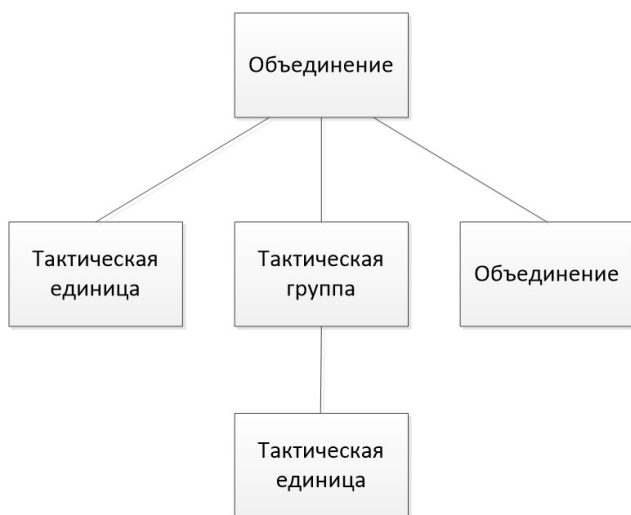 Объединение
Тактическая
единица
Тактическая
группа
Объединение
Тактическая
единица